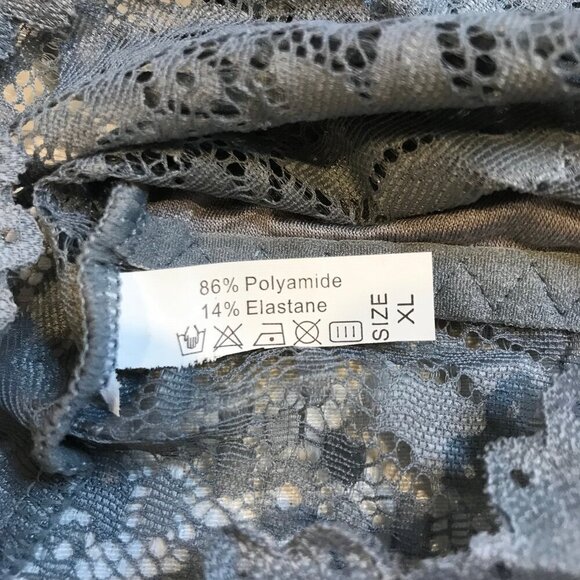 86% Polyamide
14% Elastane
SIZE
XL